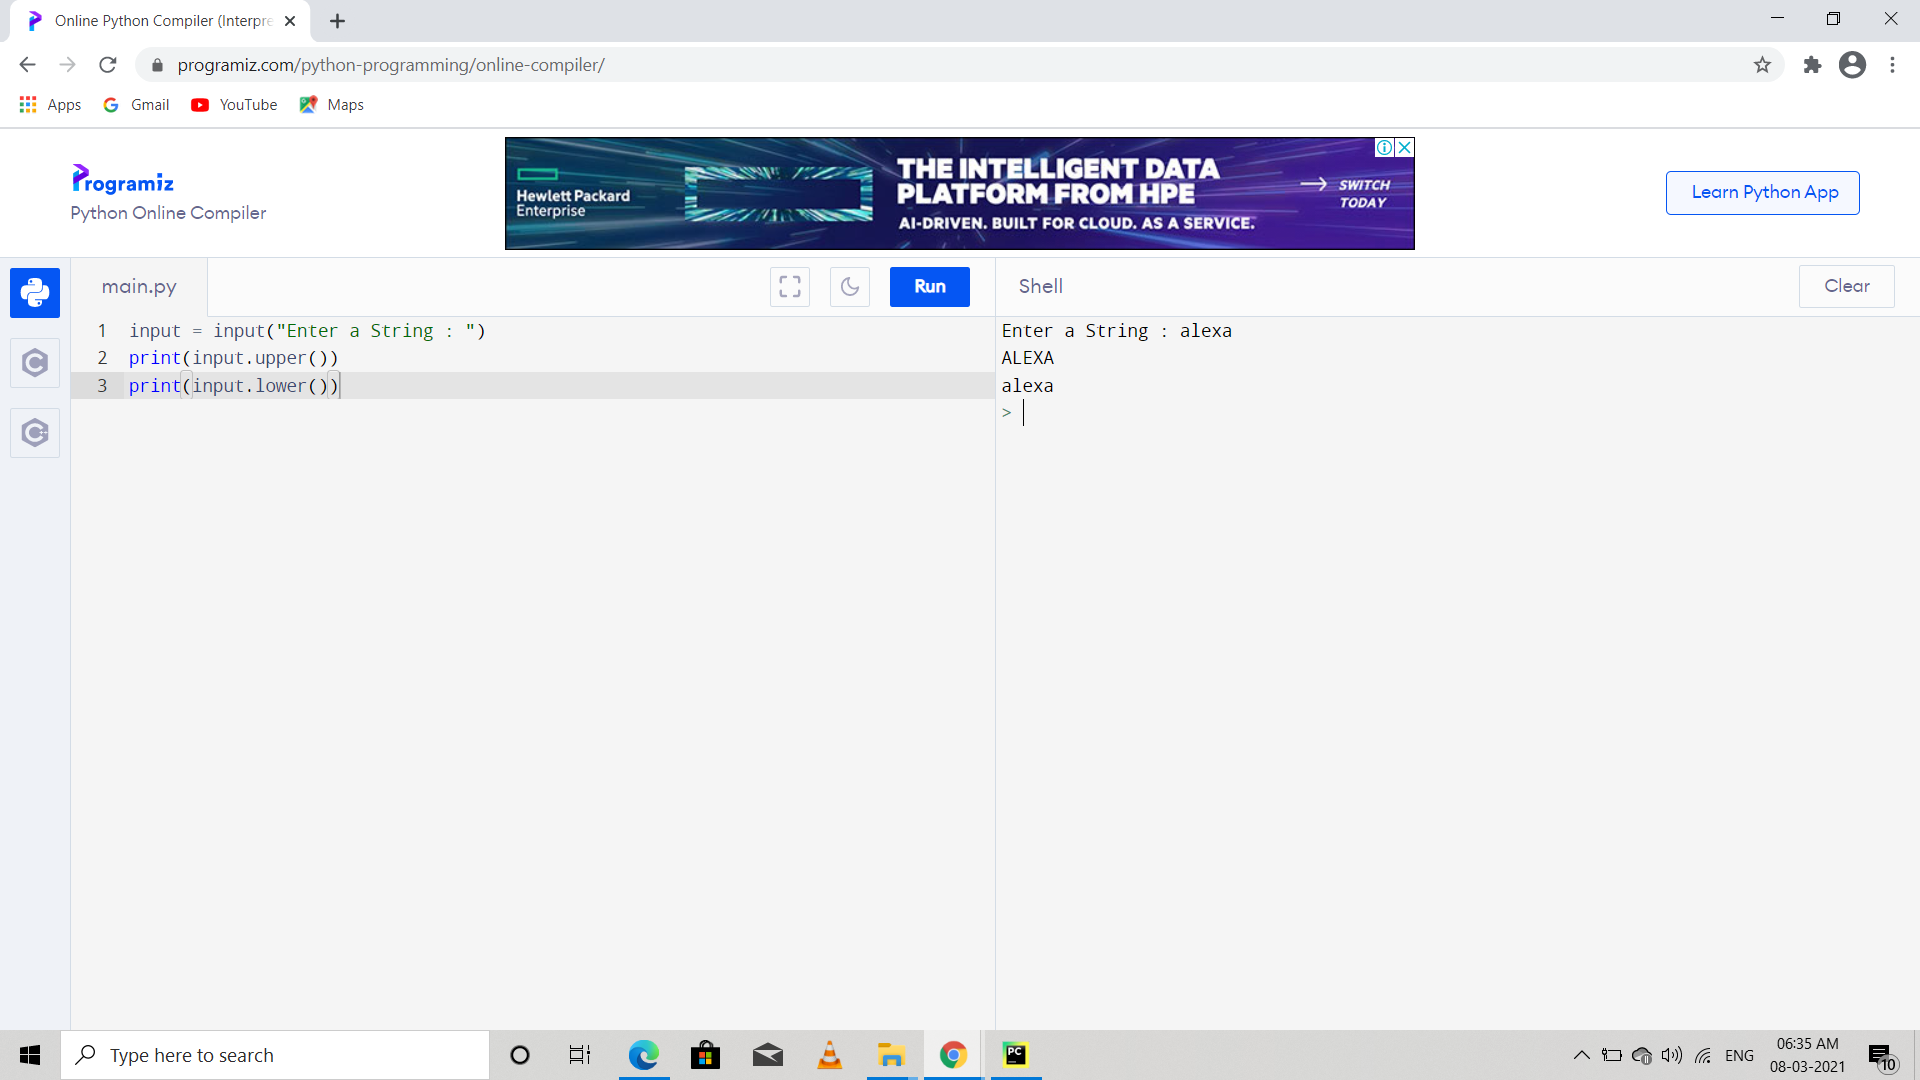 Online Python Compiler (Interpre
programiz.com/python-programming/online-compiler/
Apps Gmail YouTube Maps
Programiz
Python Online Compiler
Hewlett Packard
Enterprise
THE INTELLIGENT DATA
PLATFORM FROM HPE
AI-DRIVEN. BUILT FOR CLOUD. AS A SERVICE.
SWITCH
TODAY
Learn Python App
main.py
Run
Shell
Clear
1 input = input("Enter a String : ")
2 print(input.upper())
3 print(input.lower())
Enter a String : alexa
ALEXA
alexa
>
Type here to search
PC
ENG
06:35 AM
08-03-2021
10